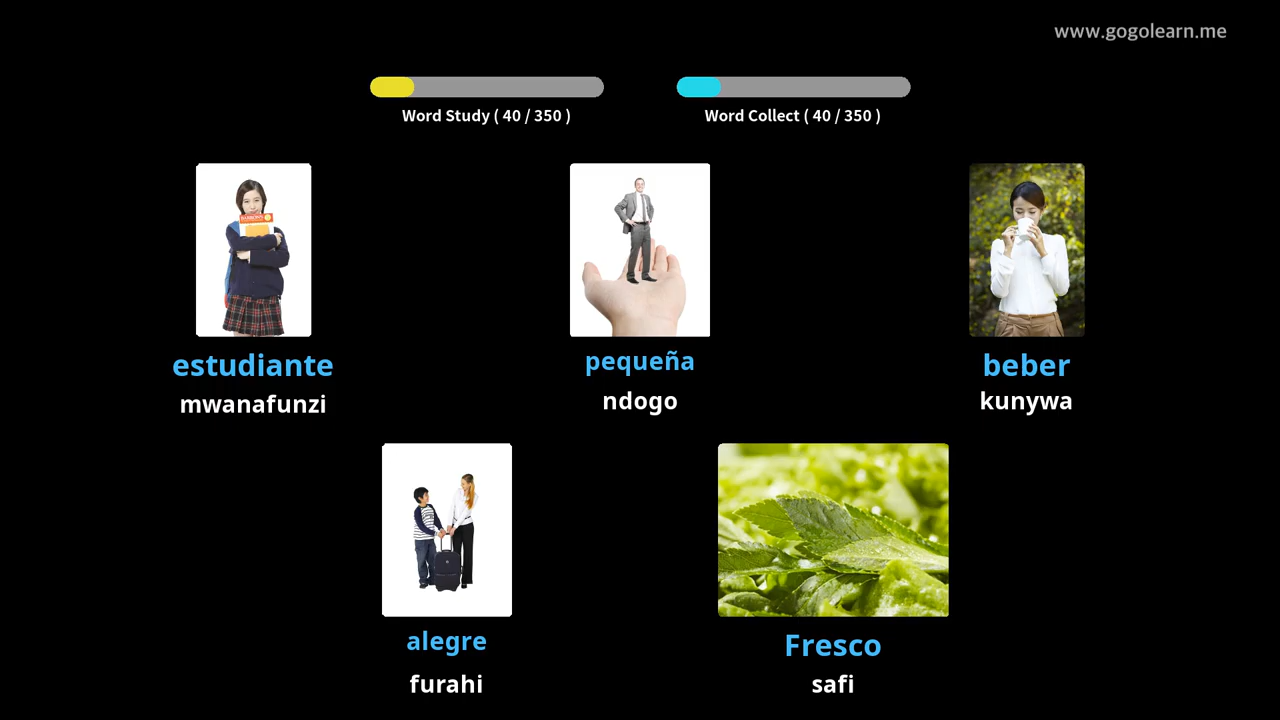 www.gogolearn.me
Word Study ( 40 / 350 )
Word Collect ( 40 / 350 )
estudiante
mwanafunzi
pequeña
ndogo
beber
kunywa
alegre
furahi
Fresco
safi